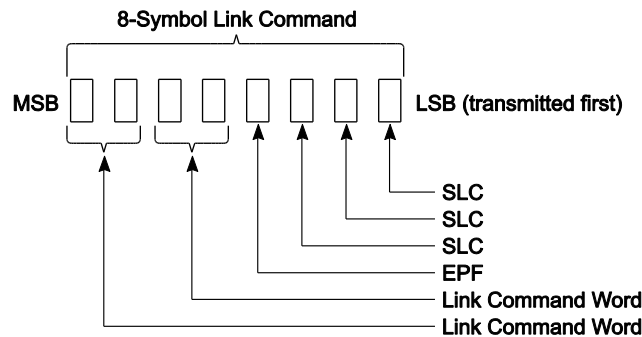 8-Symbol Link Command
MSB
LSB (transmitted first)
SLC
SLC
SLC
EPF
Link Command Word
Link Command Word